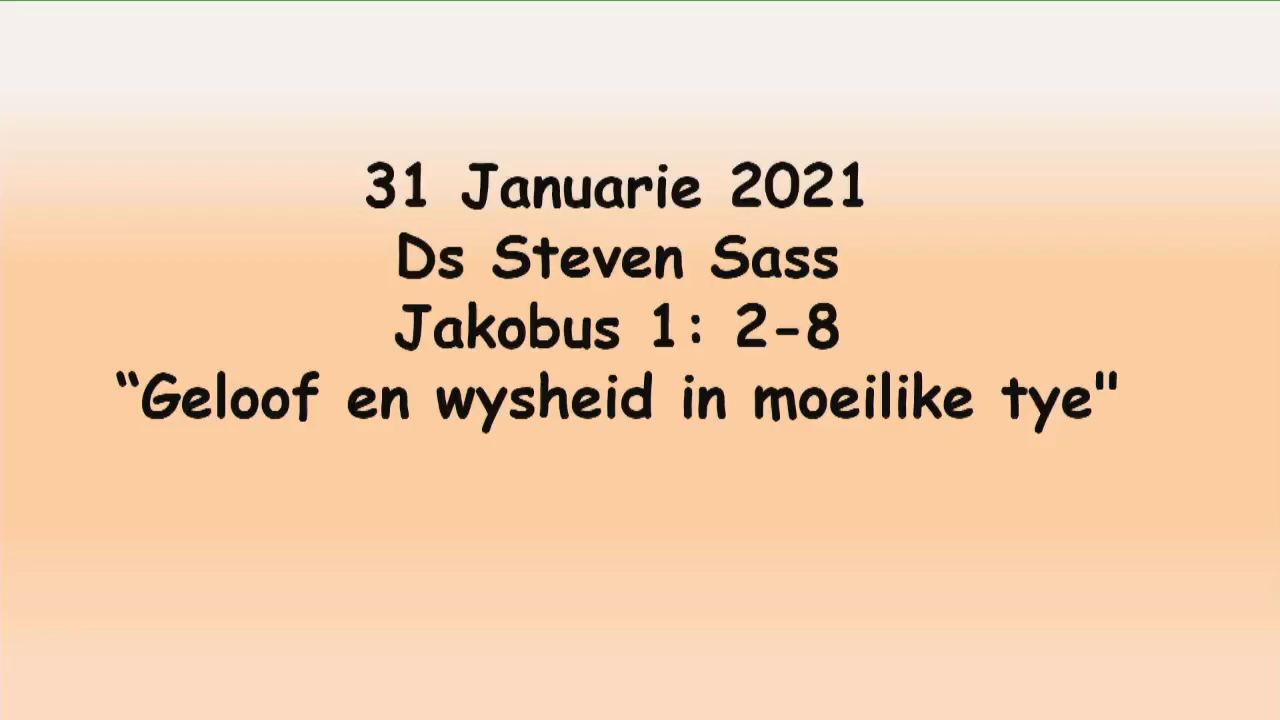 31 Januarie 2021
Ds Steven Sass
Jakobus 1: 2-8
“Geloof en wysheid in moeilike tye"